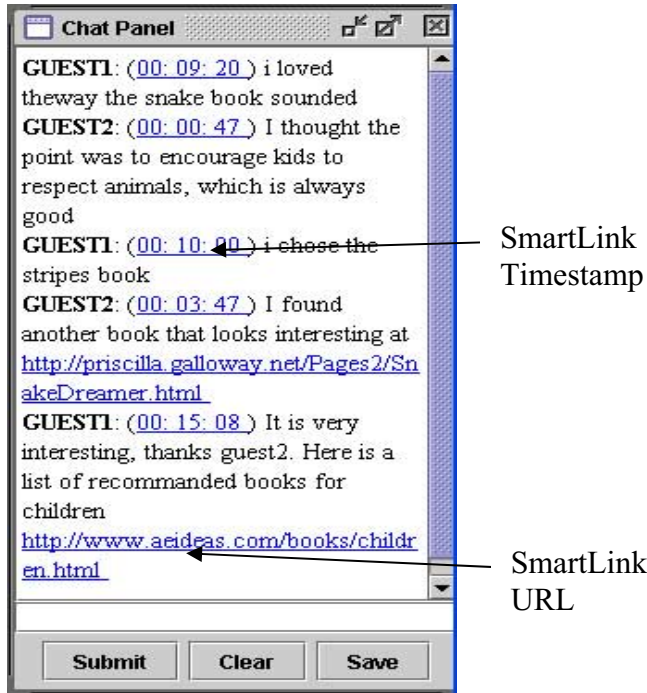 Chat Panel
GUEST1: (00: 09: 20 ) i loved
theway the snake book sounded
GUEST2: (00: 00: 47 ) I thought the
point was to encourage kids to
respect animals, which is always
good
GUEST1: (00: 10: 00 ) i chose the
stripes book
GUEST2: (00: 03: 47 ) I found
another book that looks interesting at
http://priscilla.galloway.net/Pages2/Sn
akeDreamer.html
GUEST1: (00: 15: 08 ) It is very
interesting, thanks guest2. Here is a
list of recommanded books for
children
http://www.aeideas.com/books/childr
en.html
Submit Clear Save
SmartLink
Timestamp
SmartLink
URL